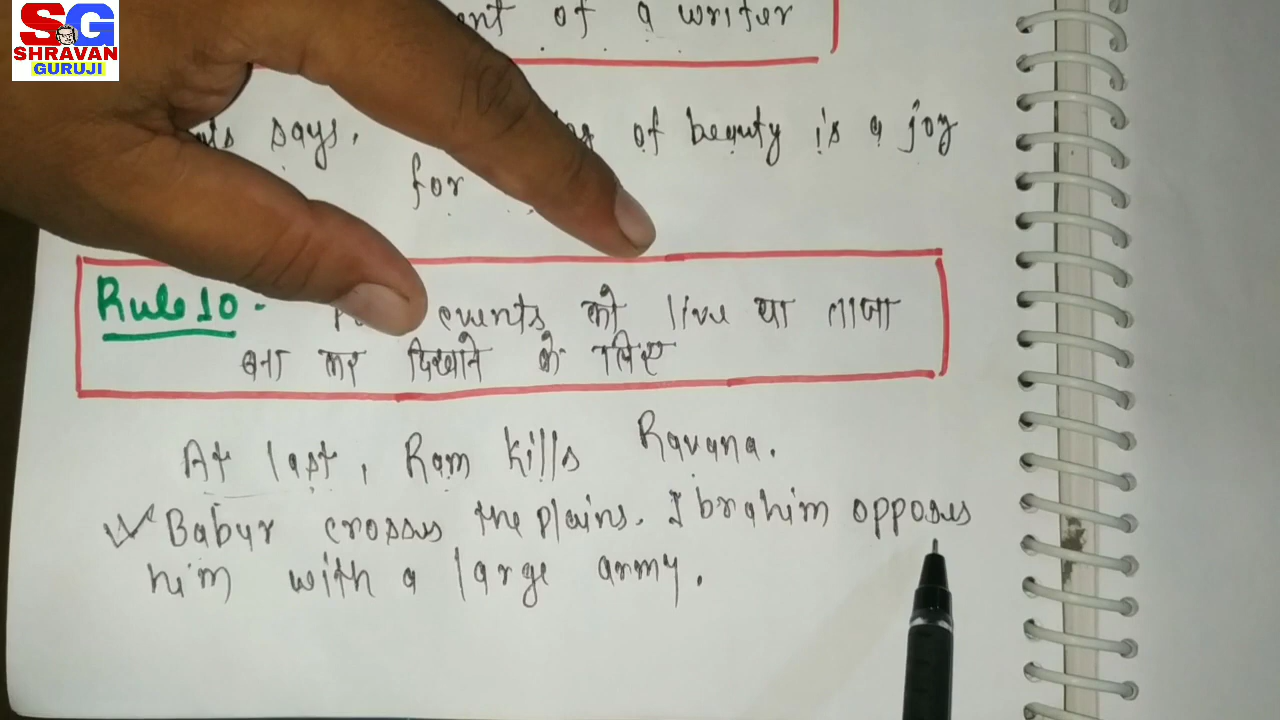 SG
SHRAVAN
GURUJI
of a writer
says, of beauty is a joy
for
Rule 10 - events को live या ताजा
बना कर दिखाने के लिए
At last, Ram kills Ravana.
Babur crosses the plains. Ibrahim opposes
him with a large army.